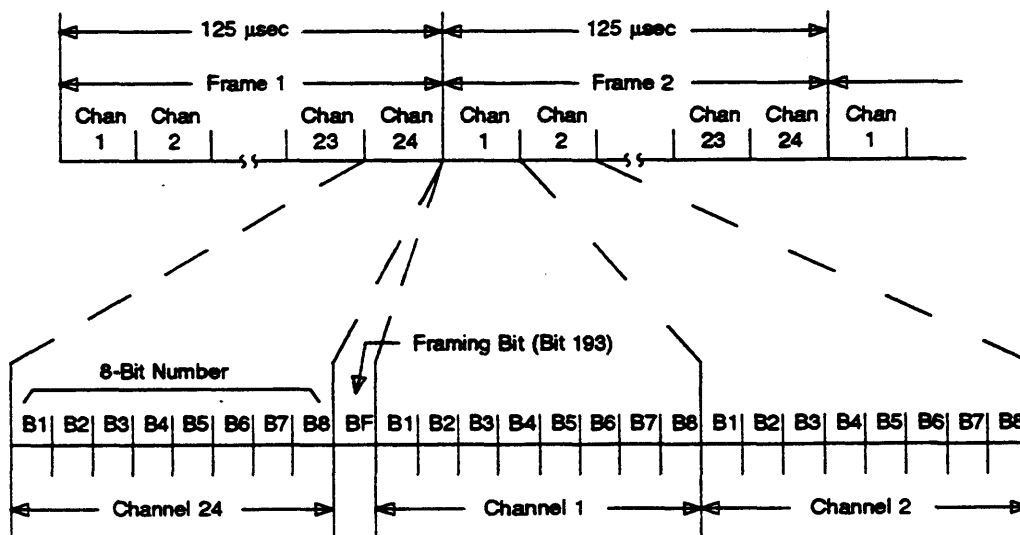 125 µsec 125 µsec
Frame 1 Frame 2
Chan 1 Chan 2 Chan 23 Chan 24 Chan 1 Chan 2 Chan 23 Chan 24 Chan 1
Framing Bit (Bit 193)
8-Bit Number
B1 B2 B3 B4 B5 B6 B7 B8 BF B1 B2 B3 B4 B5 B6 B7 B8 B1 B2 B3 B4 B5 B6 B7 B8
Channel 24 Channel 1 Channel 2